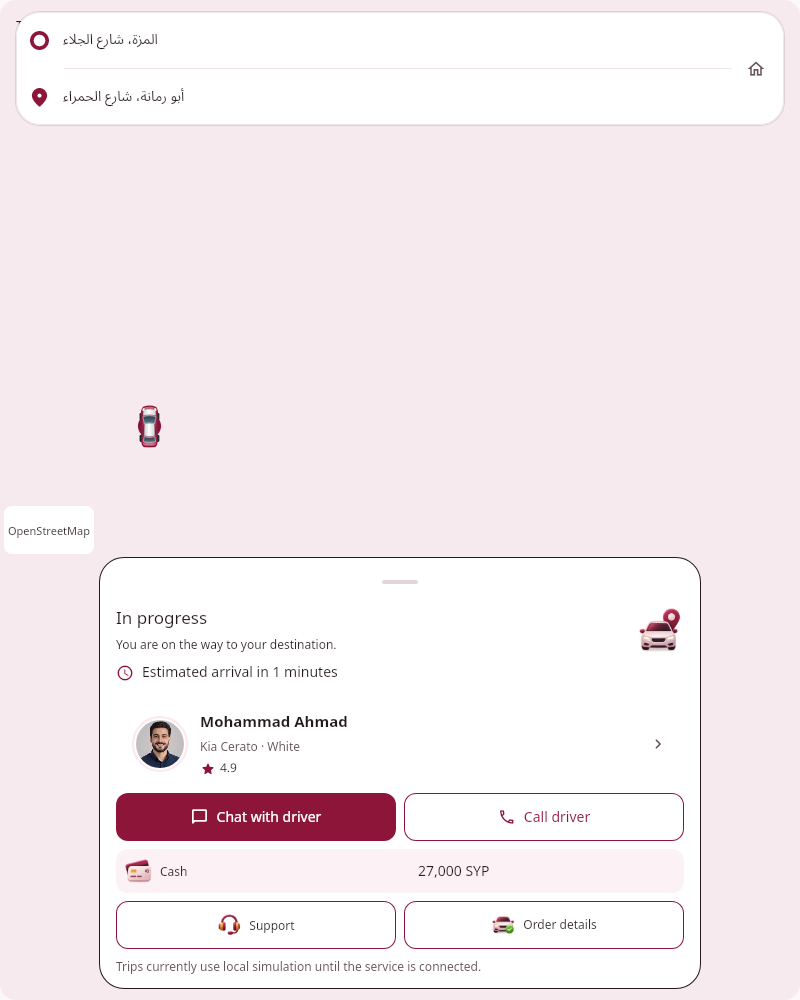 المزة، شارع الجلاء
أبو رمانة، شارع الحمراء
OpenStreetMap
In progress
You are on the way to your destination.
Estimated arrival in 1 minutes
Mohammad Ahmad
Kia Cerato · White
4.9
Chat with driver
Call driver
Cash
27,000 SYP
Support
Order details
Trips currently use local simulation until the service is connected.